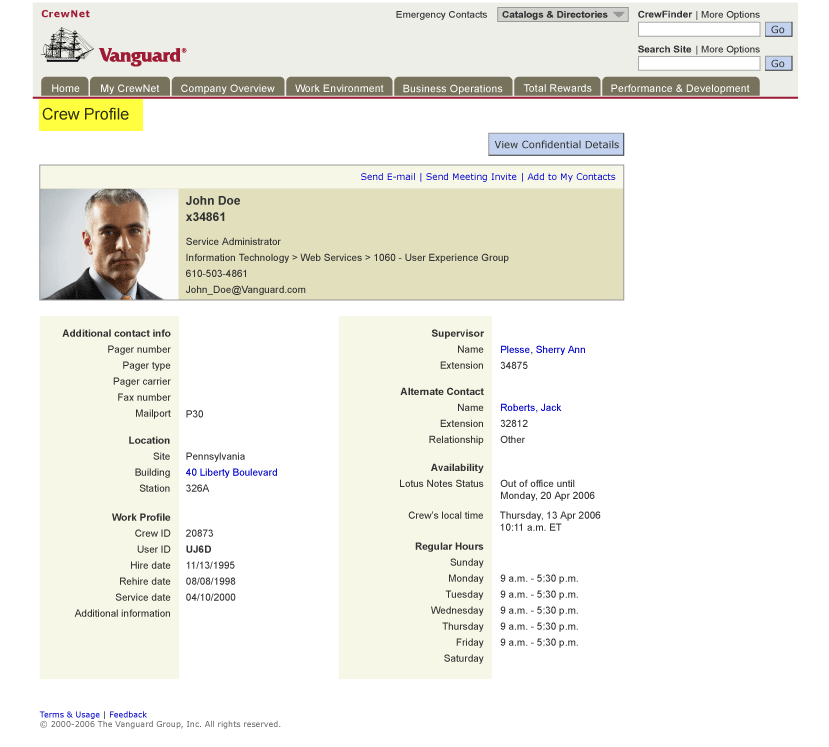 CrewNet
Emergency Contacts
Catalogs & Directories
CrewFinder | More Options
Go
Vanguard®
Search Site | More Options
Go
Home
My CrewNet
Company Overview
Work Environment
Business Operations
Total Rewards
Performance & Development
Crew Profile
View Confidential Details
Send E-mail | Send Meeting Invite | Add to My Contacts
John Doe
x34861
Service Administrator
Information Technology > Web Services > 1060 - User Experience Group
610-503-4861
John_Doe@Vanguard.com
Additional contact info
Pager number
Pager type
Pager carrier
Fax number
Mailport P30
Location
Site Pennsylvania
Building 40 Liberty Boulevard
Station 326A
Work Profile
Crew ID 20873
User ID UJ6D
Hire date 11/13/1995
Rehire date 08/08/1998
Service date 04/10/2000
Additional information
Supervisor
Name Plesse, Sherry Ann
Extension 34875
Alternate Contact
Name Roberts, Jack
Extension 32812
Relationship Other
Availability
Lotus Notes Status Out of office until
Monday, 20 Apr 2006
Crew's local time Thursday, 13 Apr 2006
10:11 a.m. ET
Regular Hours
Sunday
Monday 9 a.m. - 5:30 p.m.
Tuesday 9 a.m. - 5:30 p.m.
Wednesday 9 a.m. - 5:30 p.m.
Thursday 9 a.m. - 5:30 p.m.
Friday 9 a.m. - 5:30 p.m.
Saturday
Terms & Usage | Feedback
© 2000-2006 The Vanguard Group, Inc. All rights reserved.